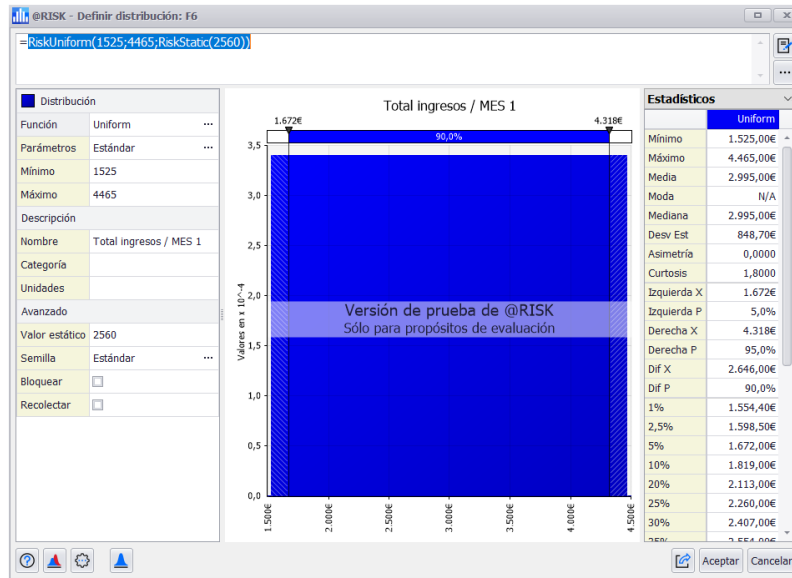 @RISK - Definir distribución: F6
=RiskUniform(1525;4465;RiskStatic(2560))
Distribución
Función Uniform ...
Parámetros Estándar ...
Mínimo 1525
Máximo 4465
Descripción
Nombre Total ingresos / MES 1
Categoría
Unidades
Avanzado
Valor estático 2560
Semilla Estándar ...
Bloquear
Recolectar
Total ingresos / MES 1
1.672€ 4.318€
90,0%
3,5
3,0
2,5
2,0
1,5
1,0
0,5
0,0
Valores en x 10^-4
Versión de prueba de @RISK
Sólo para propósitos de evaluación
1.500€ 2.000€ 2.500€ 3.000€ 3.500€ 4.000€ 4.500€
Estadísticos
Uniform
Mínimo 1.525,00€
Máximo 4.465,00€
Media 2.995,00€
Moda N/A
Mediana 2.995,00€
Desv Est 848,70€
Asimetría 0,0000
Curtosis 1,8000
Izquierda X 1.672€
Izquierda P 5,0%
Derecha X 4.318€
Derecha P 95,0%
Dif X 2.646,00€
Dif P 90,0%
1% 1.554,40€
2,5% 1.598,50€
5% 1.672,00€
10% 1.819,00€
20% 2.113,00€
25% 2.260,00€
30% 2.407,00€
35% 2.554,00€
Aceptar Cancelar